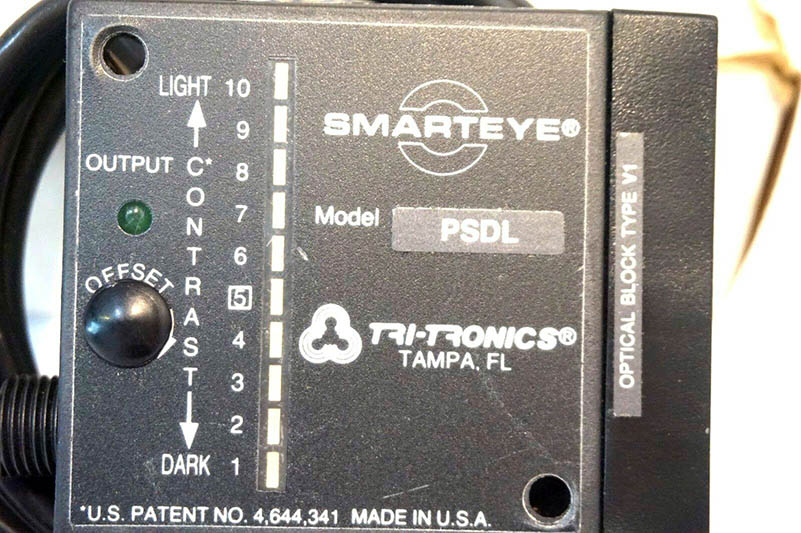 LIGHT 10
9
OUTPUT
CONTRAST*
8
7
6
OFFSET
5
4
3
2
DARK 1
SMARTEYE®
Model PSDL
TRI-TRONICS®
TAMPA, FL
*U.S. PATENT NO. 4,644,341 MADE IN U.S.A.
OPTICAL BLOCK TYPE V1